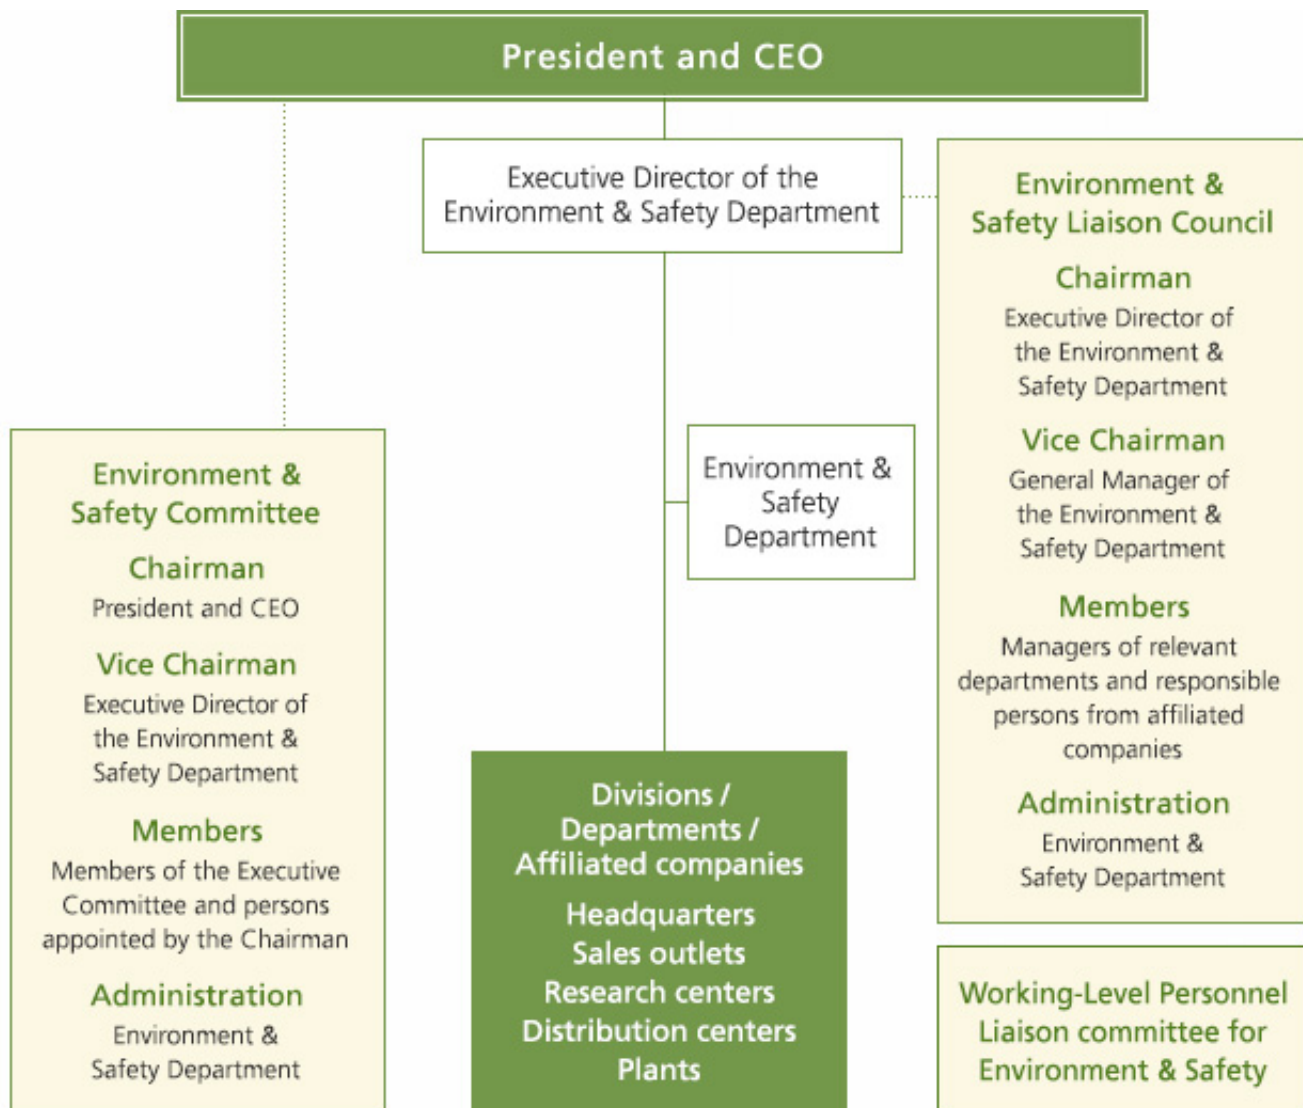 President and CEO
Executive Director of the
Environment & Safety Department
Environment &
Safety Liaison Council
Chairman
Executive Director of
the Environment &
Safety Department
Vice Chairman
General Manager of
the Environment &
Safety Department
Members
Managers of relevant
departments and responsible
persons from affiliated
companies
Administration
Environment &
Safety Department
Environment &
Safety
Department
Environment &
Safety Committee
Chairman
President and CEO
Vice Chairman
Executive Director of
the Environment &
Safety Department
Members
Members of the Executive
Committee and persons
appointed by the Chairman
Administration
Environment &
Safety Department
Divisions /
Departments /
Affiliated companies
Headquarters
Sales outlets
Research centers
Distribution centers
Plants
Working-Level Personnel
Liaison committee for
Environment & Safety